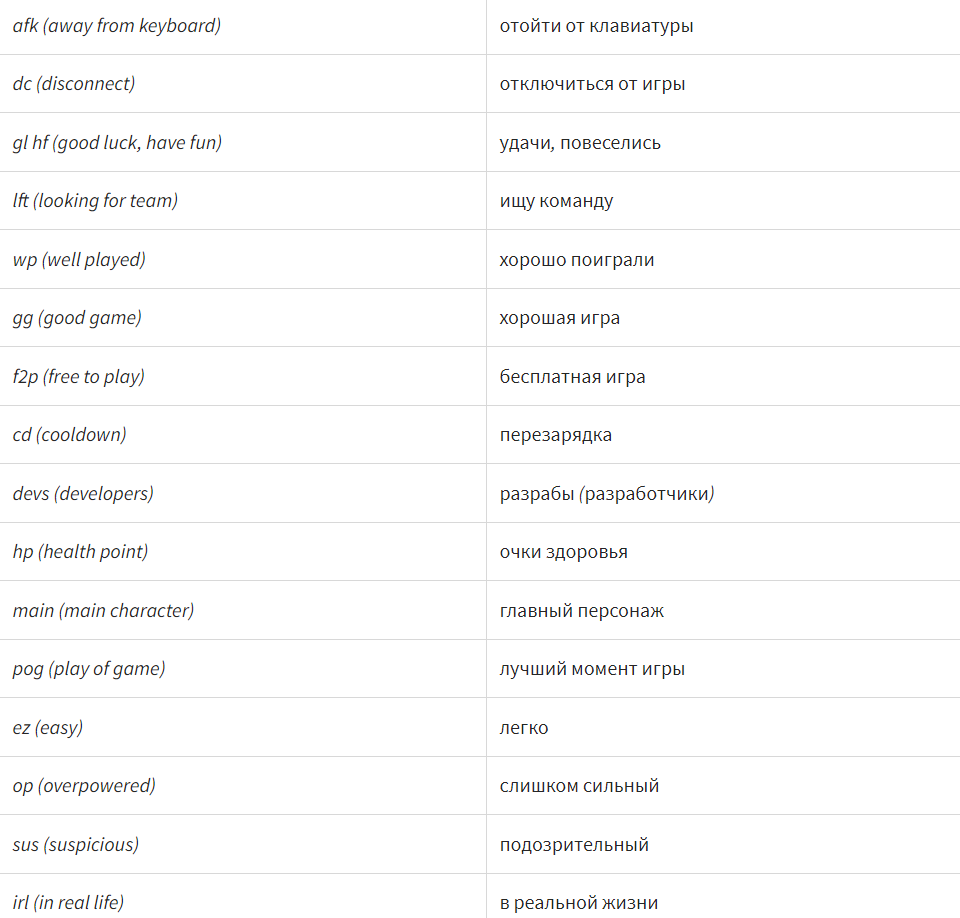 afk (away from keyboard) отойти от клавиатуры
dc (disconnect) отключиться от игры
gl hf (good luck, have fun) удачи, повеселись
lft (looking for team) ищу команду
wp (well played) хорошо поиграли
gg (good game) хорошая игра
f2p (free to play) бесплатная игра
cd (cooldown) перезарядка
devs (developers) разрабы (разработчики)
hp (health point) очки здоровья
main (main character) главный персонаж
pog (play of game) лучший момент игры
ez (easy) легко
op (overpowered) слишком сильный
sus (suspicious) подозрительный
irl (in real life) в реальной жизни